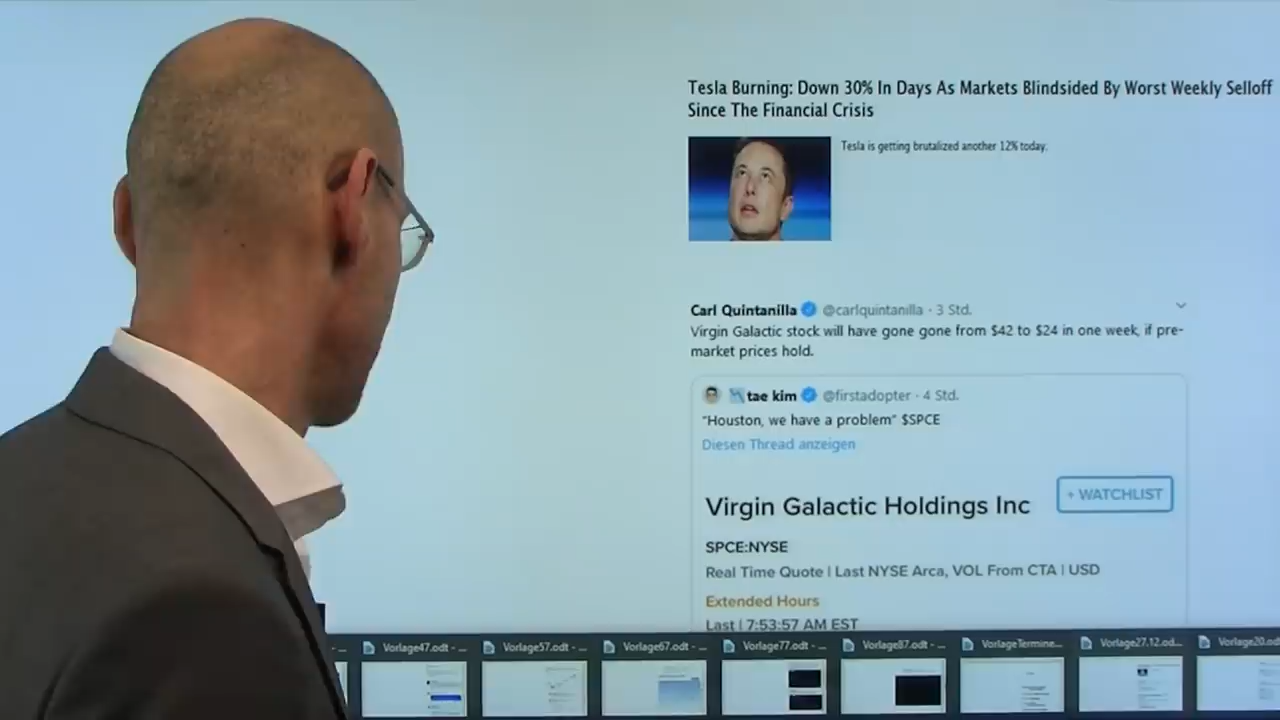 Tesla Burning: Down 30% In Days As Markets Blindsided By Worst Weekly Selloff
Since The Financial Crisis
Tesla is getting brutalized another 12% today.
Carl Quintanilla @carlquintanilla · 3 Std.
Virgin Galactic stock will have gone gone from $42 to $24 in one week, if pre-
market prices hold.
tae kim @firstadopter · 4 Std.
"Houston, we have a problem" $SPCE
Diesen Thread anzeigen
Virgin Galactic Holdings Inc
+ WATCHLIST
SPCE:NYSE
Real Time Quote | Last NYSE Arca, VOL From CTA | USD
Extended Hours
Last | 7:53:57 AM EST
Vorlage47.odt - ...
Vorlage57.odt - ...
Vorlage67.odt - ...
Vorlage77.odt - ...
Vorlage87.odt - ...
VorlageTermine...
Vorlage27.12.od...
Vorlage20.